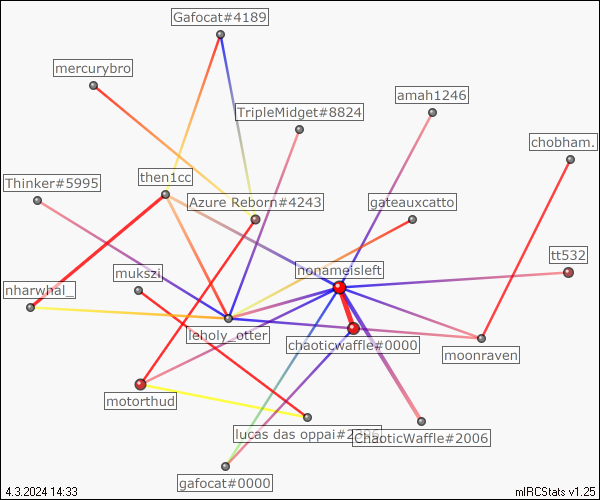 Gafocat#4189
mercurybro
amah1246
TripleMidget#8824
chobham.
then1cc
Thinker#5995
Azure Reborn#4243
gateauxcatto
tt532
nonameisleft
mukszi
nharwhal_
leholy_otter
chaoticwaffle#0000
moonraven
motorthud
lucas das oppai#2396
ChaoticWaffle#2006
gafocat#0000
4.3.2024 14:33
mIRCStats v1.25